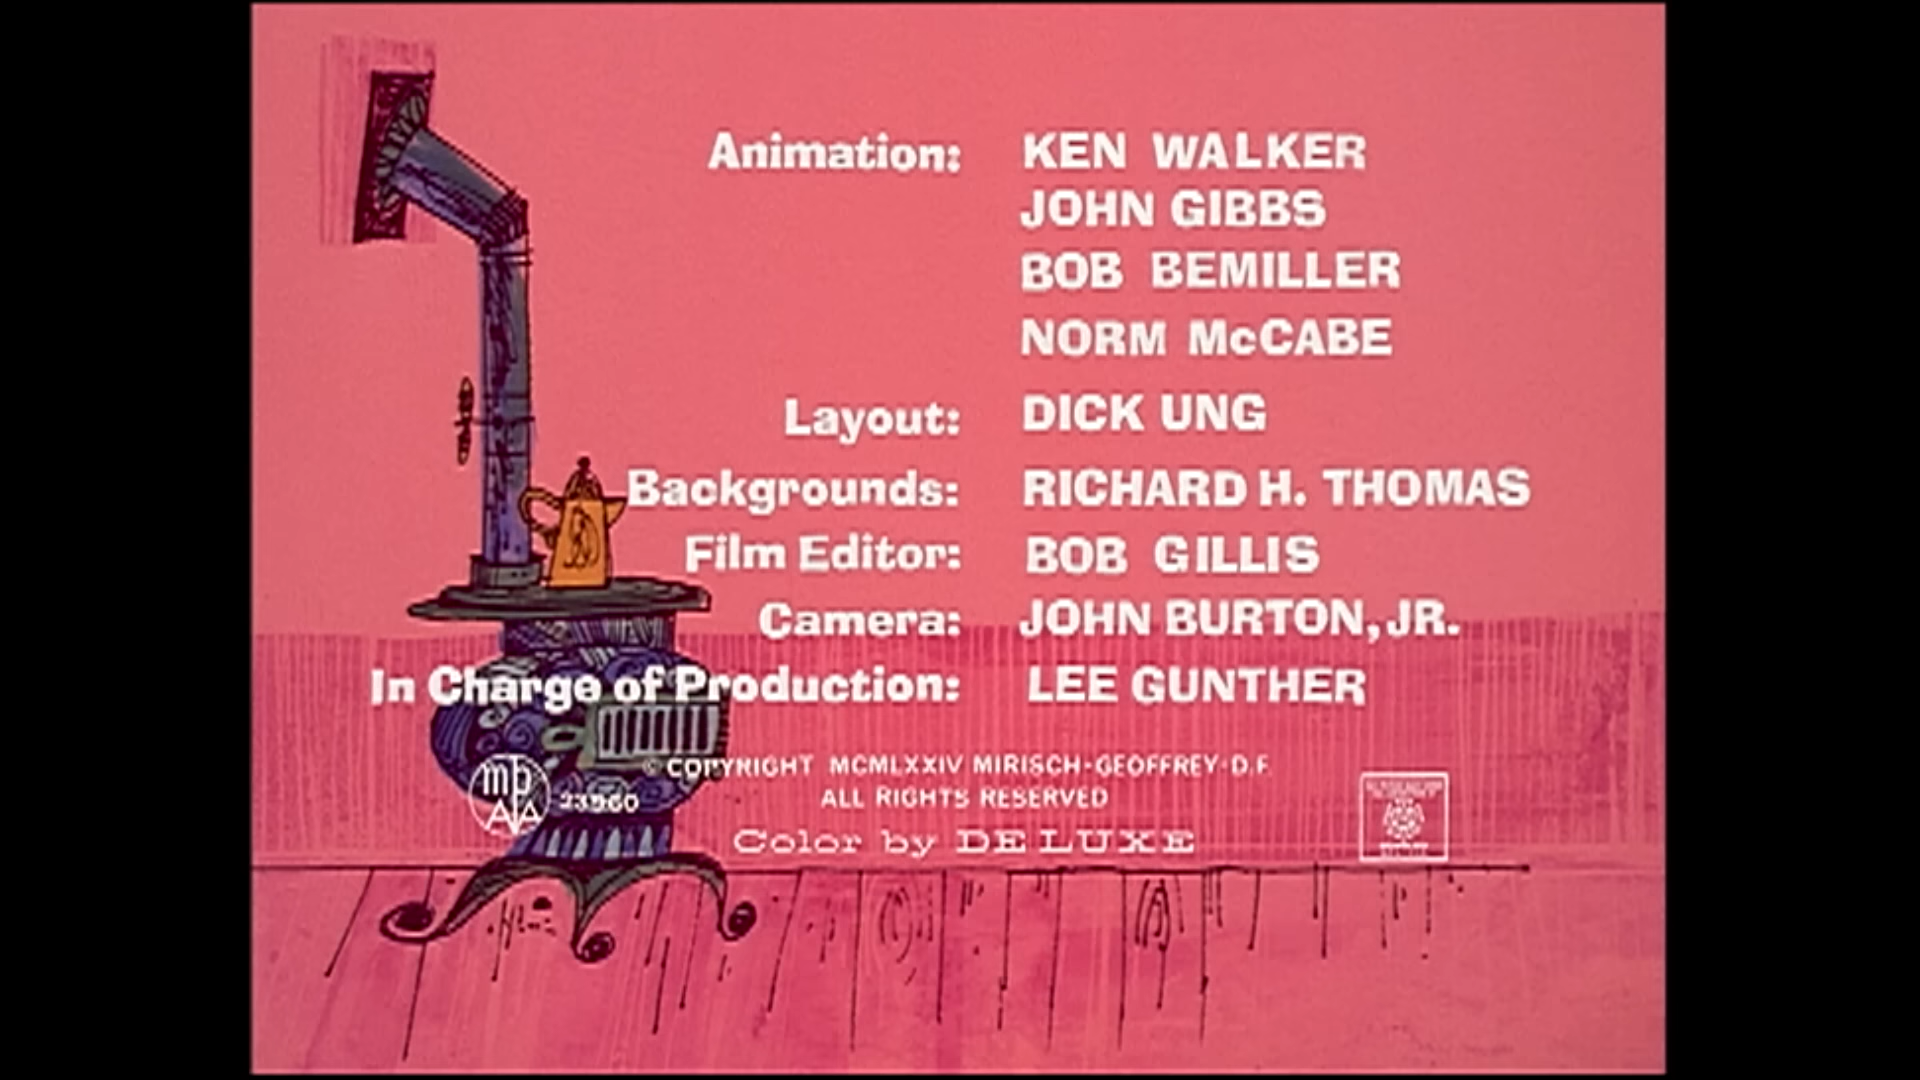 Animation: KEN WALKER
JOHN GIBBS
BOB BEMILLER
NORM McCABE
Layout: DICK UNG
Backgrounds: RICHARD H. THOMAS
Film Editor: BOB GILLIS
Camera: JOHN BURTON, JR.
In Charge of Production: LEE GUNTHER
© COPYRIGHT MCMLXXIV MIRISCH-GEOFFREY-D.F.
ALL RIGHTS RESERVED
MPAA 23960
Color by DE LUXE